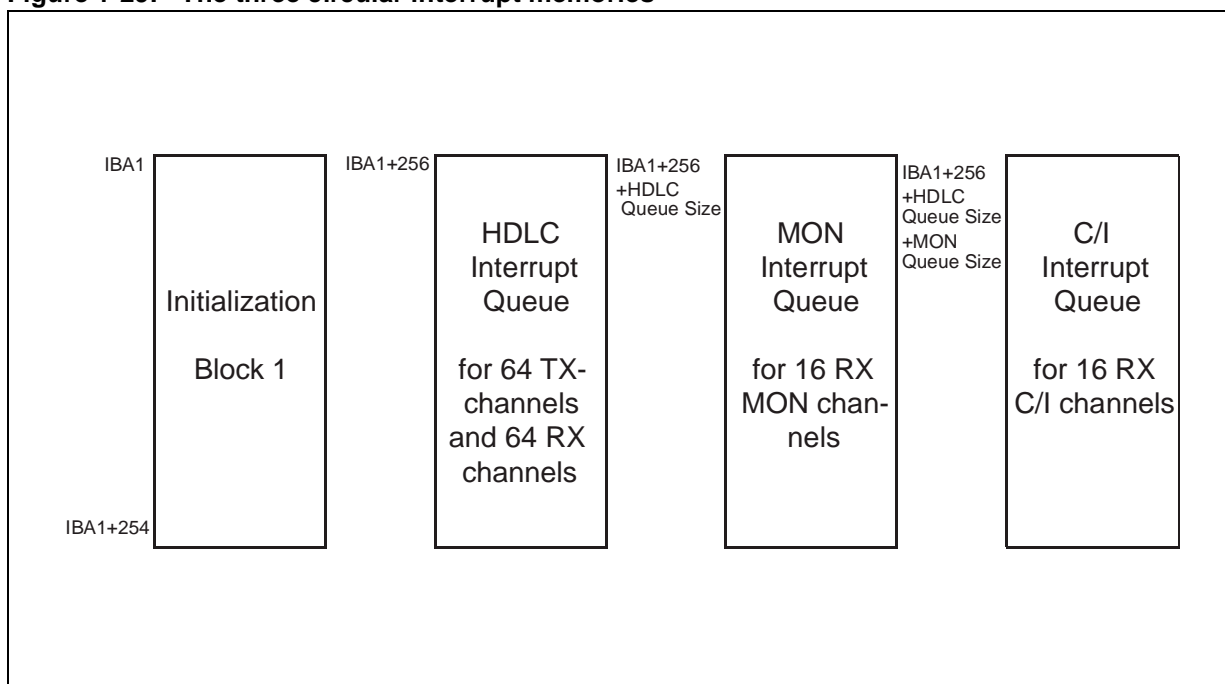 Figure The three circular interrupt memories
IBA1
Initialization
Block 1
IBA1+254
IBA1+256
HDLC
Interrupt
Queue
for 64 TX-
channels
and 64 RX
channels
IBA1+256
+HDLC
Queue Size
MON
Interrupt
Queue
for 16 RX
MON chan-
nels
IBA1+256
+HDLC
Queue Size
+MON
Queue Size
C/I
Interrupt
Queue
for 16 RX
C/I channels